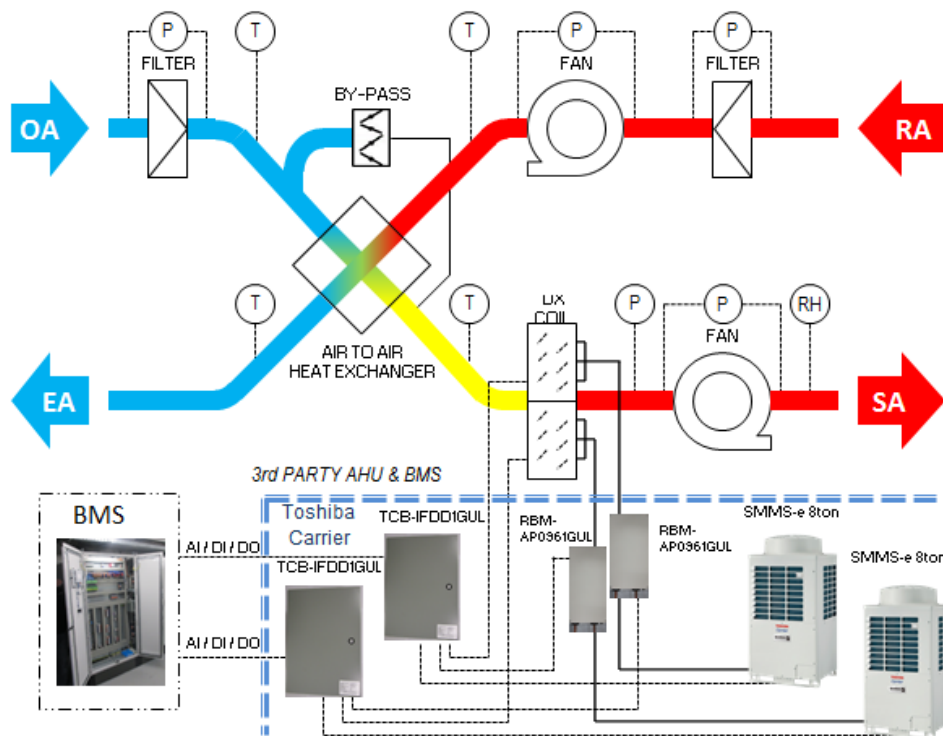 P
T
T
P
P
FILTER
FAN
FILTER
BY-PASS
OA
RA
T
T
DX
COIL
P
P
RH
FAN
AIR TO AIR
HEAT EXCHANGER
EA
SA
3rd PARTY AHU & BMS
BMS
Toshiba
Carrier
TCB-IFDD1GUL
RBM-
AP0961GUL
RBM-
AP0961GUL
SMMS-e 8ton
SMMS-e 8ton
AI / DI / DO
TCB-IFDD1GUL
AI / DI / DO